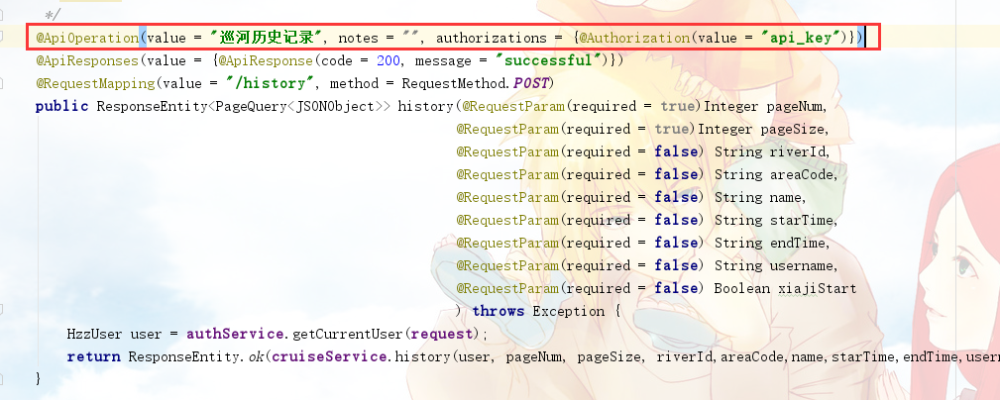 */
@ApiOperation(value = "巡河历史记录", notes = "", authorizations = {@Authorization(value = "api_key")})
@ApiResponses(value = {@ApiResponse(code = 200, message = "successful")})
@RequestMapping(value = "/history", method = RequestMethod.POST)
public ResponseEntity<PageQuery<JSONObject>> history(@RequestParam(required = true)Integer pageNum,
@RequestParam(required = true)Integer pageSize,
@RequestParam(required = false) String riverId,
@RequestParam(required = false) String areaCode,
@RequestParam(required = false) String name,
@RequestParam(required = false) String starTime,
@RequestParam(required = false) String endTime,
@RequestParam(required = false) String username,
@RequestParam(required = false) Boolean xiajiStart
) throws Exception {
HzzUser user = authService.getCurrentUser(request);
return ResponseEntity.ok(cruiseService.history(user, pageNum, pageSize, riverId,areaCode,name,starTime,endTime,usern
}